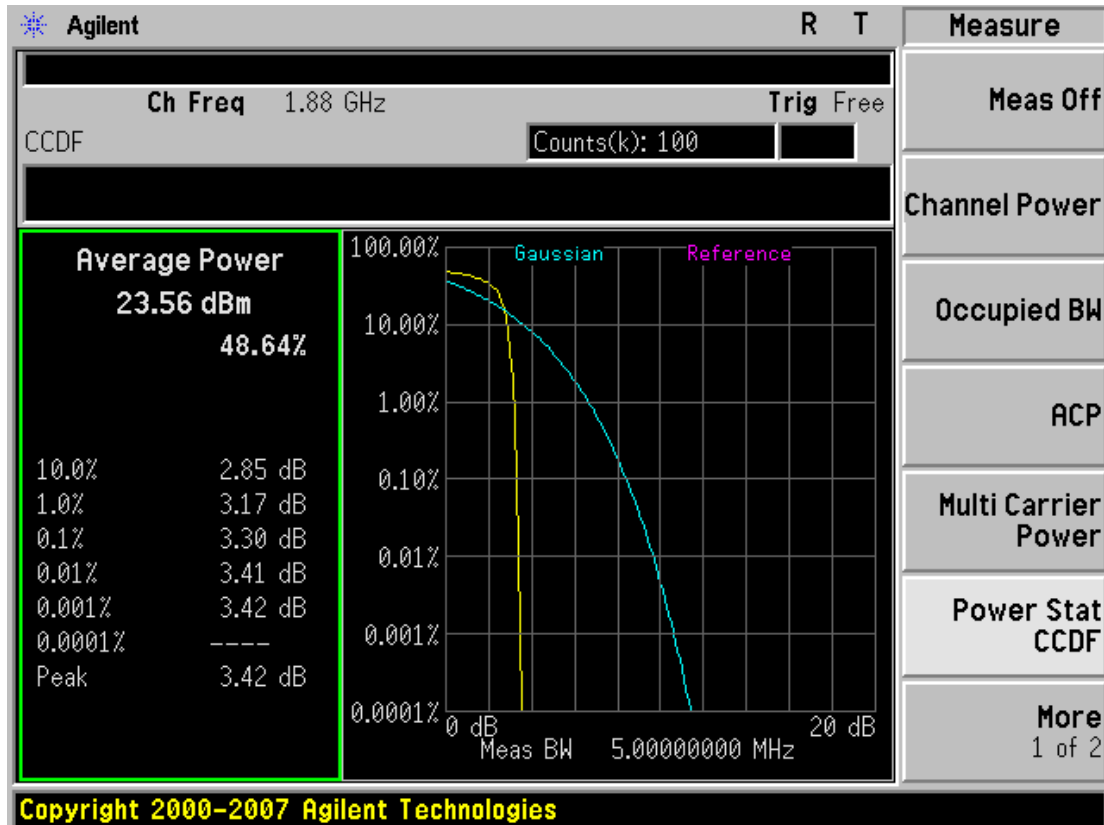 Agilent R T
Ch Freq 1.88 GHz Trig Free
CCDF Counts(k): 100
Average Power
23.56 dBm
48.64%
10.0% 2.85 dB
1.0% 3.17 dB
0.1% 3.30 dB
0.01% 3.41 dB
0.001% 3.42 dB
0.0001% ----
Peak 3.42 dB
Gaussian Reference
100.00%
10.00%
1.00%
0.10%
0.01%
0.001%
0.0001%
0 dB 20 dB
Meas BW 5.00000000 MHz
Measure
Meas Off
Channel Power
Occupied BW
ACP
Multi Carrier
Power
Power Stat
CCDF
More
1 of 2
Copyright 2000-2007 Agilent Technologies